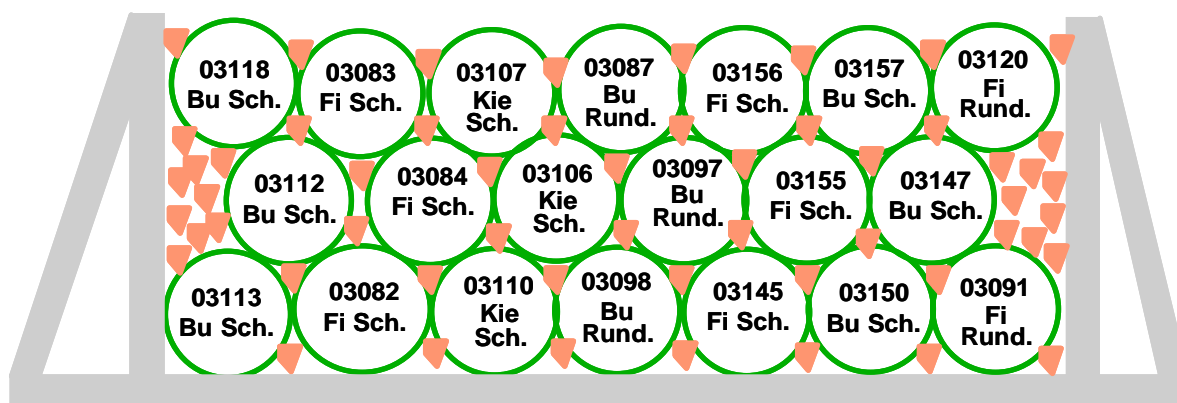 03118
Bu Sch.
03083
Fi Sch.
03107
Kie
Sch.
03087
Bu
Rund.
03156
Fi Sch.
03157
Bu Sch.
03120
Fi
Rund.
03112
Bu Sch.
03084
Fi Sch.
03106
Kie
Sch.
03097
Bu
Rund.
03155
Fi Sch.
03147
Bu Sch.
03113
Bu Sch.
03082
Fi Sch.
03110
Kie
Sch.
03098
Bu
Rund.
03145
Fi Sch.
03150
Bu Sch.
03091
Fi
Rund.